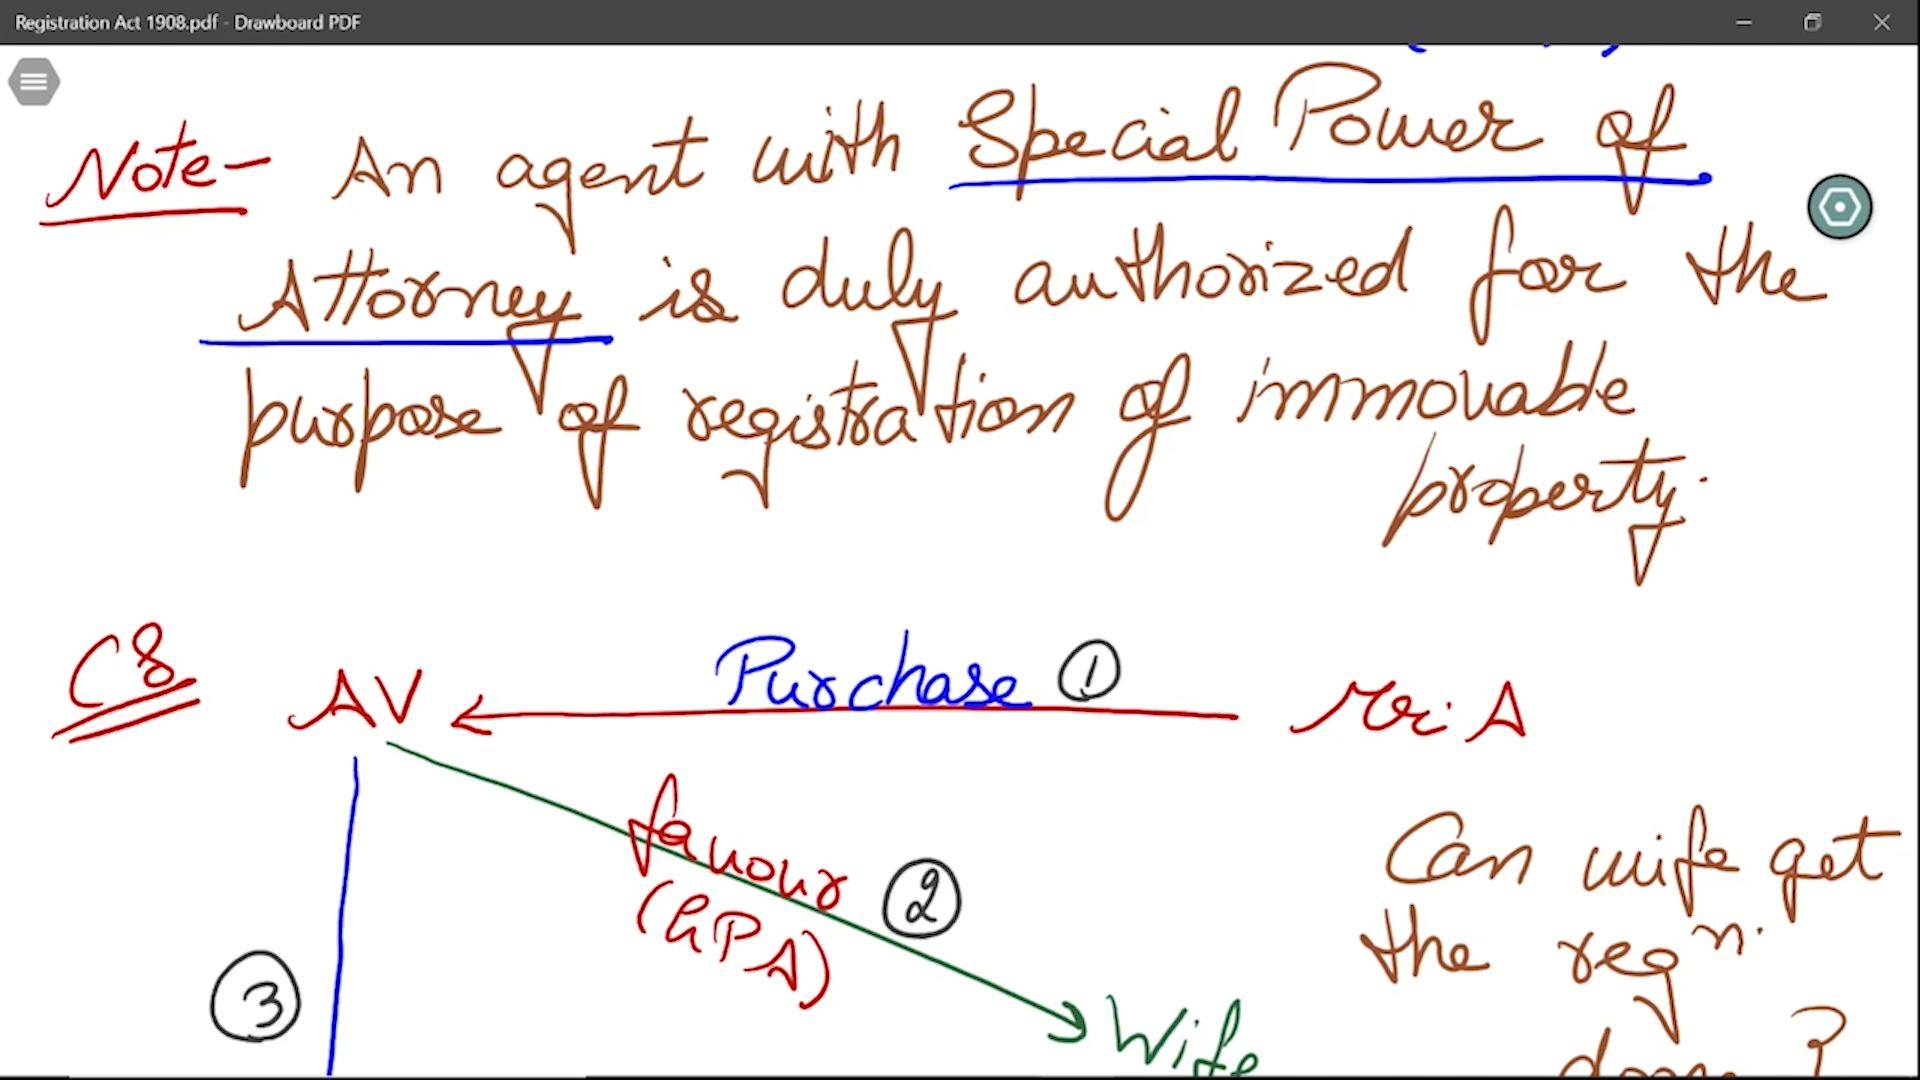 Registration Act 1908.pdf - Drawboard PDF
Note- An agent with Special Power of
Attorney is duly authorized for the
purpose of registration of immovable
property.
CS
AV
Purchase ①
Mr. A
favour
(GPA)
②
③
Wife
Can wife get
the regn.
done?